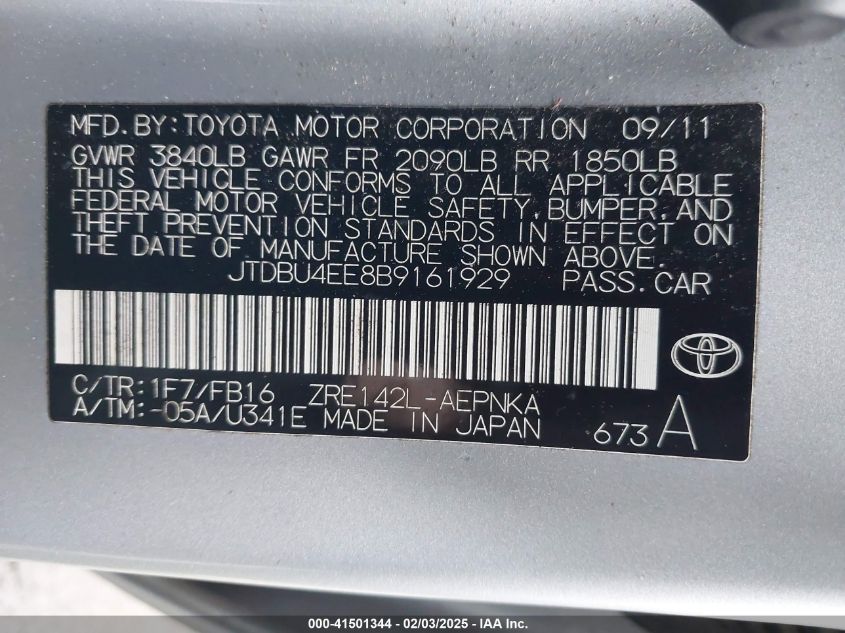 MFD.BY:TOYOTA MOTOR CORPORATION 09/11
GVWR 3840LB GAWR FR 2090LB RR 1850LB
THIS VEHICLE CONFORMS TO ALL APPLICABLE
FEDERAL MOTOR VEHICLE SAFETY,BUMPER,AND
THEFT PREVENTION STANDARDS IN EFFECT ON
THE DATE OF MANUFACTURE SHOWN ABOVE.
JTDBU4EE8B9161929 PASS.CAR
C/TR:1F7/FB16 ZRE142L-AEPNKA
A/TM:-05A/U341E MADE IN JAPAN 673A
000-41501344 - 02/03/2025 - IAA Inc.